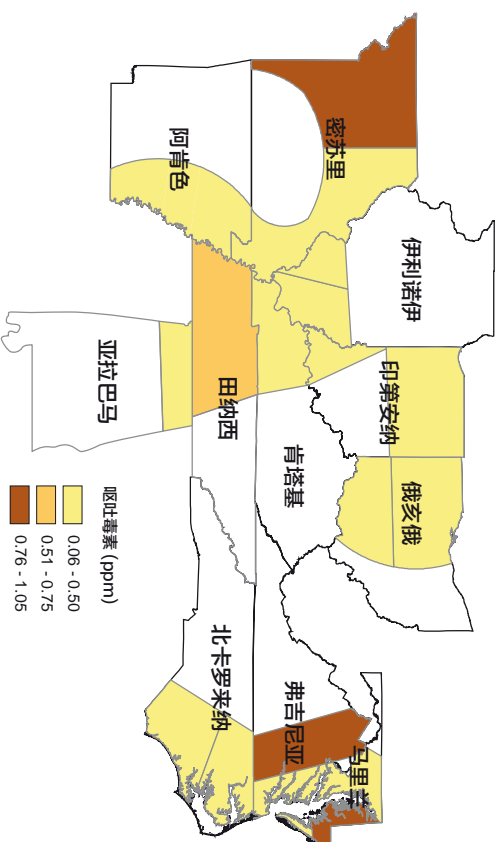 密苏里
阿肯色
伊利诺伊
印第安纳
俄亥俄
田纳西
肯塔基
亚拉巴马
北卡罗来纳
弗吉尼亚
马里兰
呕吐毒素 (ppm)
0.06 - 0.50
0.51 - 0.75
0.76 - 1.05